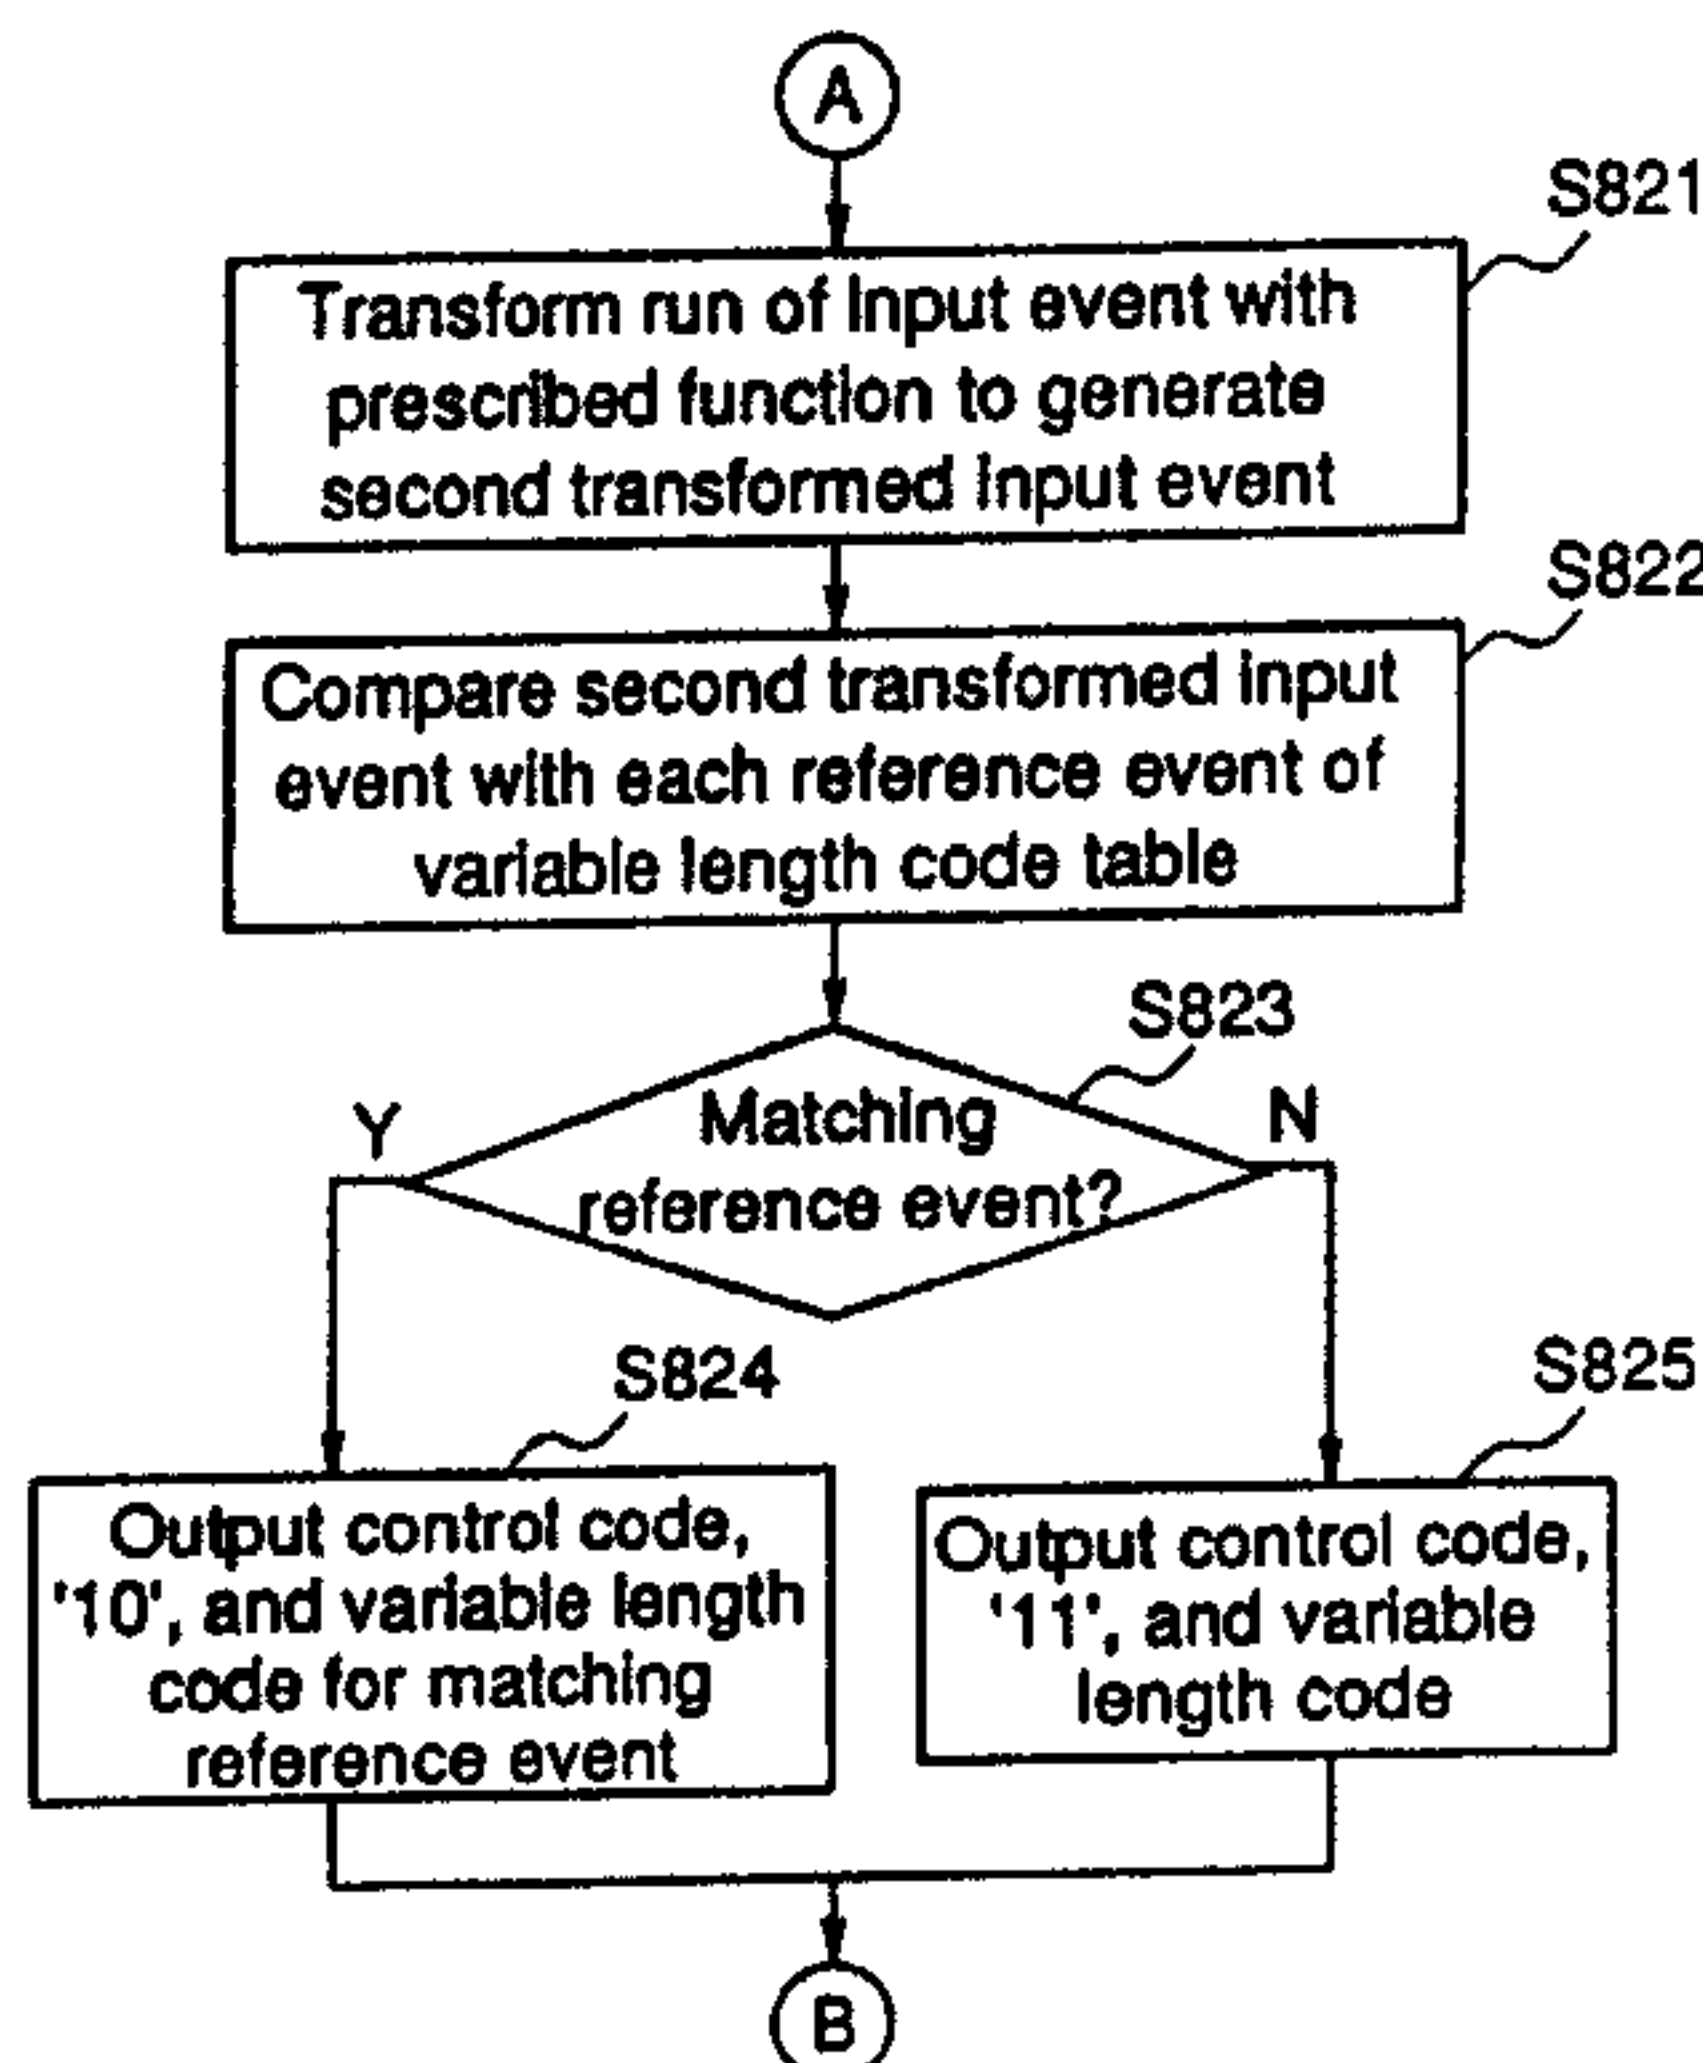 A
S821
Transform run of input event with
prescribed function to generate
second transformed input event
S822
Compare second transformed input
event with each reference event of
variable length code table
S823
Y
Matching
N
reference event?
S824
S825
Output control code,
'10', and variable length
code for matching
reference event
Output control code,
'11', and variable
length code
B